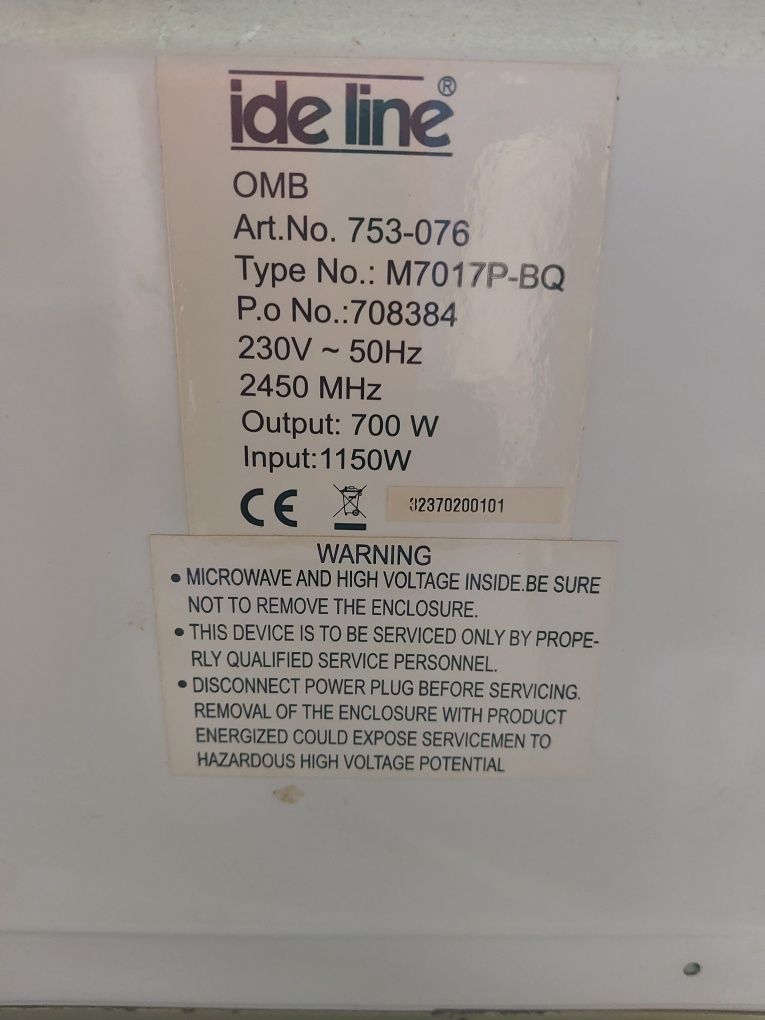 ide line®
OMB
Art.No. 753-076
Type No.: M7017P-BQ
P.o No.:708384
230V ~ 50Hz
2450 MHz
Output: 700 W
Input:1150W
CE
32370200101
WARNING
• MICROWAVE AND HIGH VOLTAGE INSIDE.BE SURE
NOT TO REMOVE THE ENCLOSURE.
• THIS DEVICE IS TO BE SERVICED ONLY BY PROPE-
RLY QUALIFIED SERVICE PERSONNEL.
• DISCONNECT POWER PLUG BEFORE SERVICING.
REMOVAL OF THE ENCLOSURE WITH PRODUCT
ENERGIZED COULD EXPOSE SERVICEMEN TO
HAZARDOUS HIGH VOLTAGE POTENTIAL